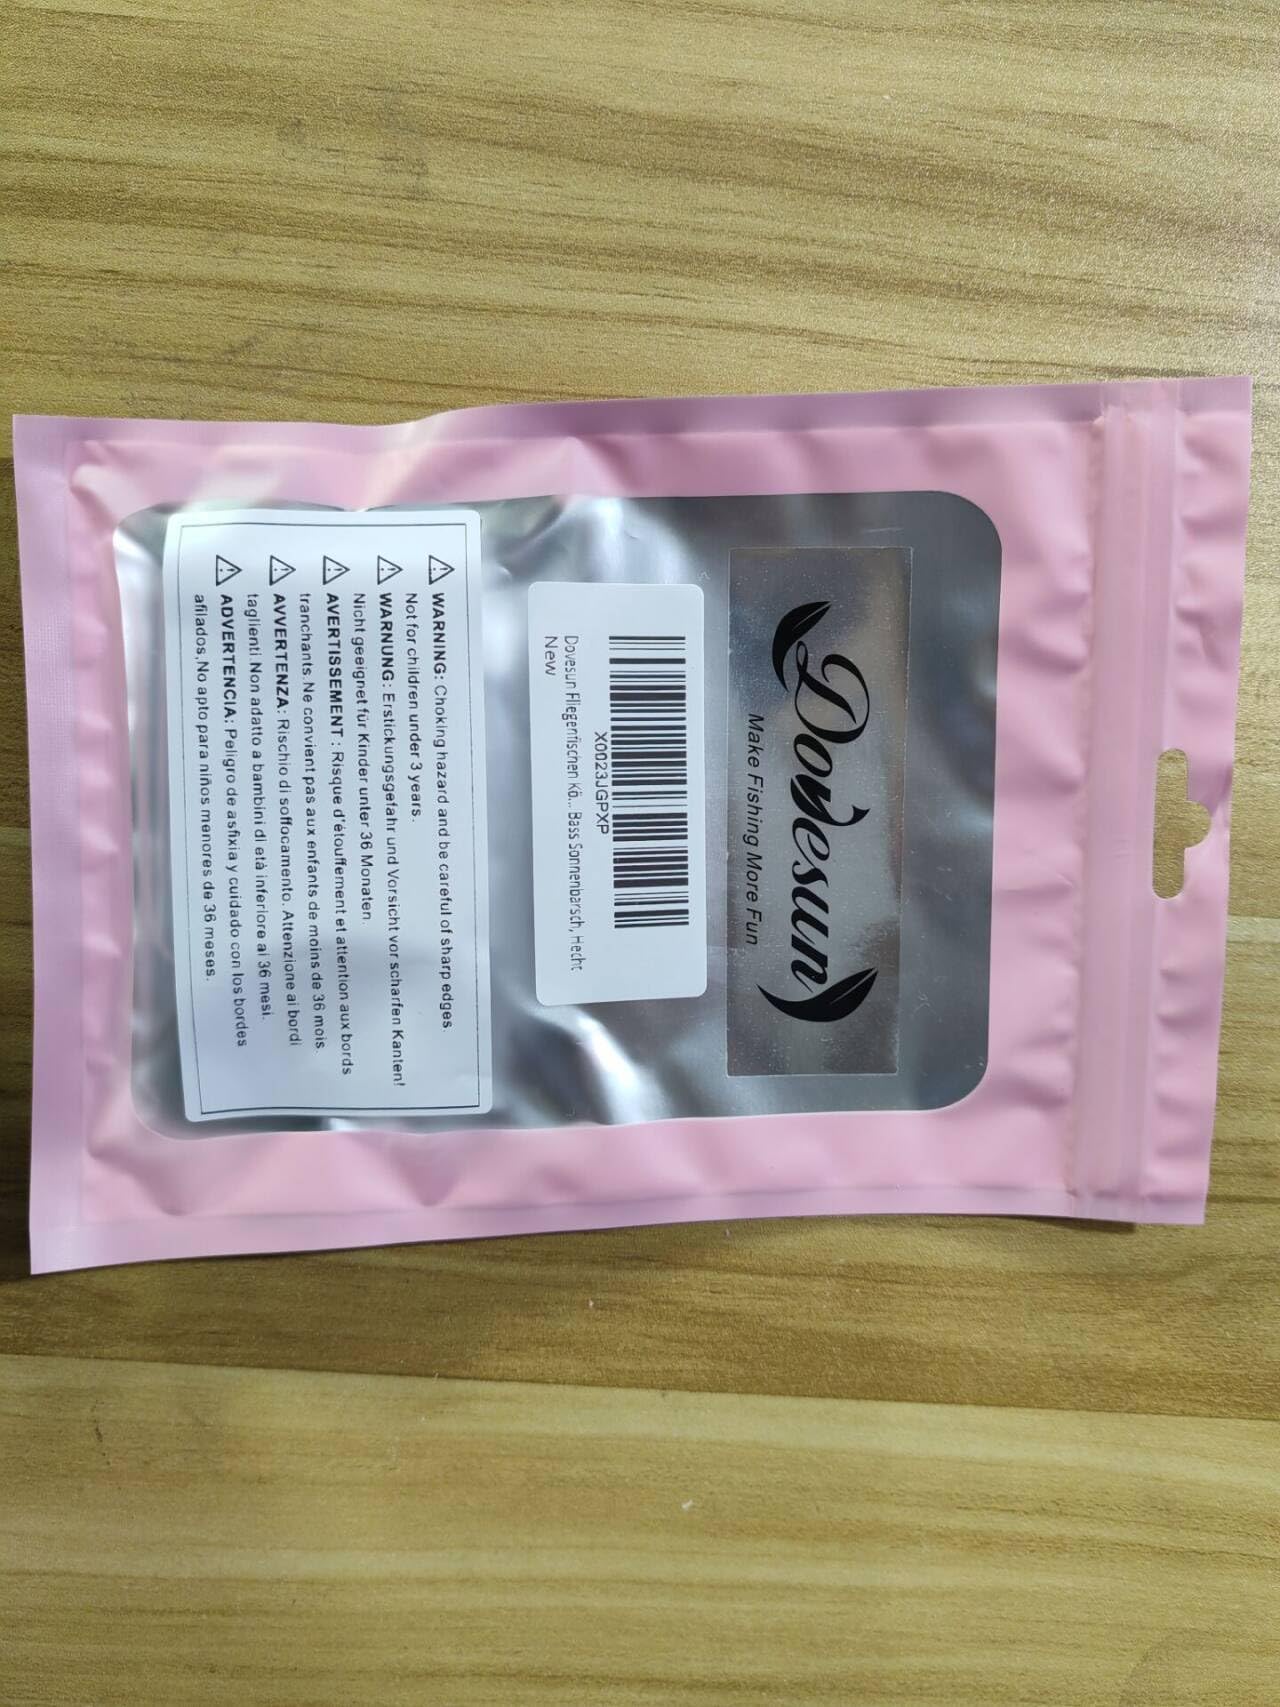 Dovesun
Make Fishing More Fun
X0023JGPXP
Dovesun Fliegenfischen Kö... Bass Sonnenbarsch, Hecht
New
WARNING: Choking hazard and be careful of sharp edges.
Not for children under 3 years.
WARNUNG: Erstickungsgefahr und Vorsicht vor scharfen Kanten!
Nicht geeignet für Kinder unter 36 Monaten.
AVERTISSEMENT : Risque d'étouffement et attention aux bords
tranchants. Ne convient pas aux enfants de moins de 36 mois.
AVVERTENZA: Rischio di soffocamento. Attenzione ai bordi
taglienti. Non adatto a bambini di età inferiore ai 36 mesi.
ADVERTENCIA: Peligro de asfixia y cuidado con los bordes
afilados,No apto para niños menores de 36 meses.